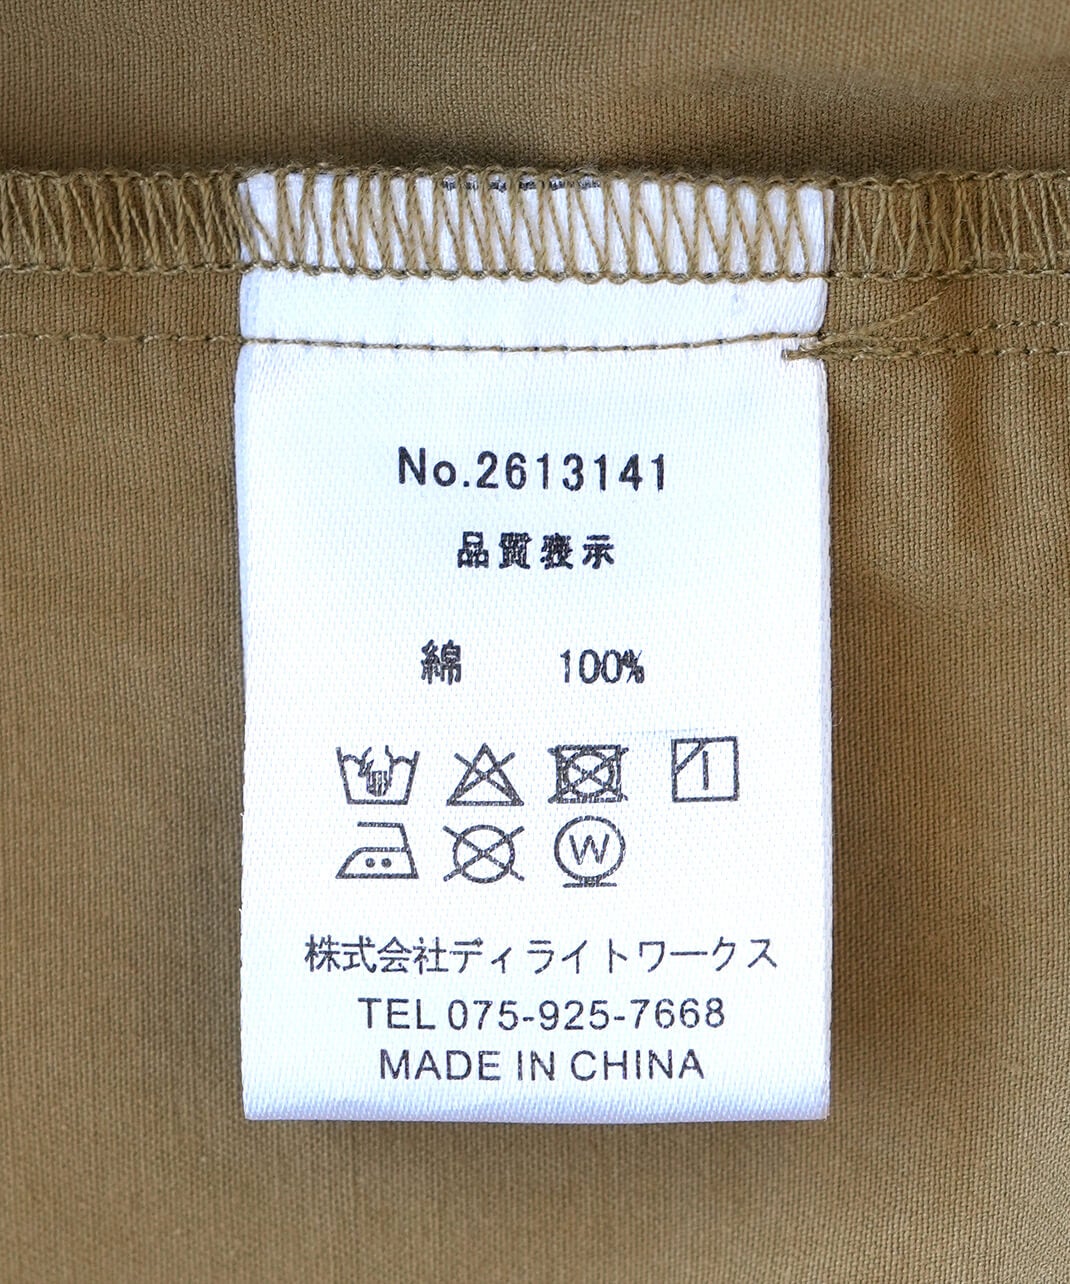 No.2613141
品質表示
綿 100%
W
株式会社ディライトワークス
TEL 075-925-7668
MADE IN CHINA